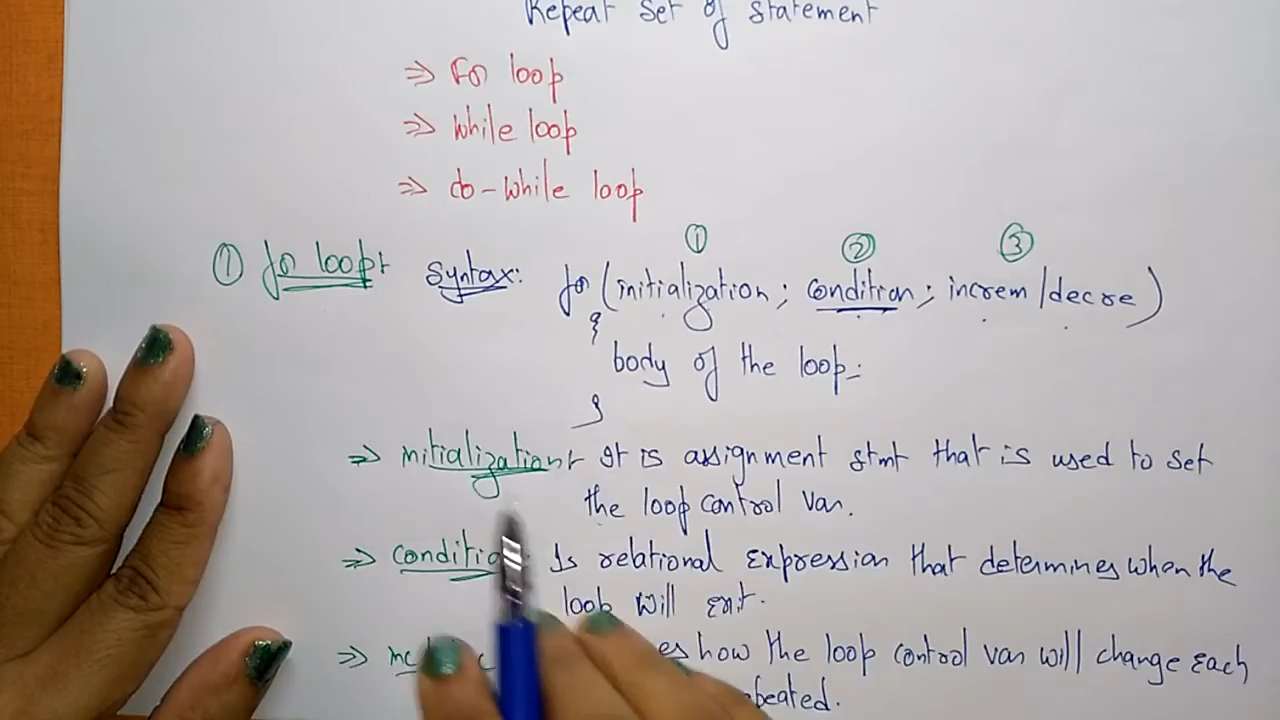 Repeat set of statement
⇒ For loop
⇒ while loop
⇒ do-while loop
① for loop: Syntax: for (initialization; condition; increm/decre)
① ② ③
{
body of the loop;
}
⇒ initialization: It is assignment stmt that is used to set
the loop control var.
⇒ condition: Is relational expression that determines when the
loop will exit.
⇒ how the loop control var will change each